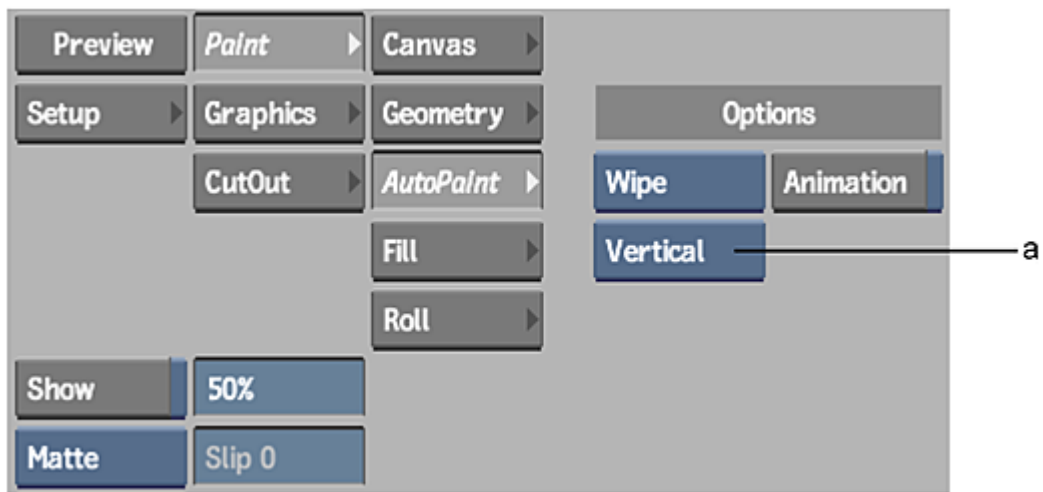 Preview Paint Canvas
Setup Graphics Geometry Options
CutOut AutoPaint Wipe Animation
Fill Vertical a
Roll
Show 50%
Matte Slip 0